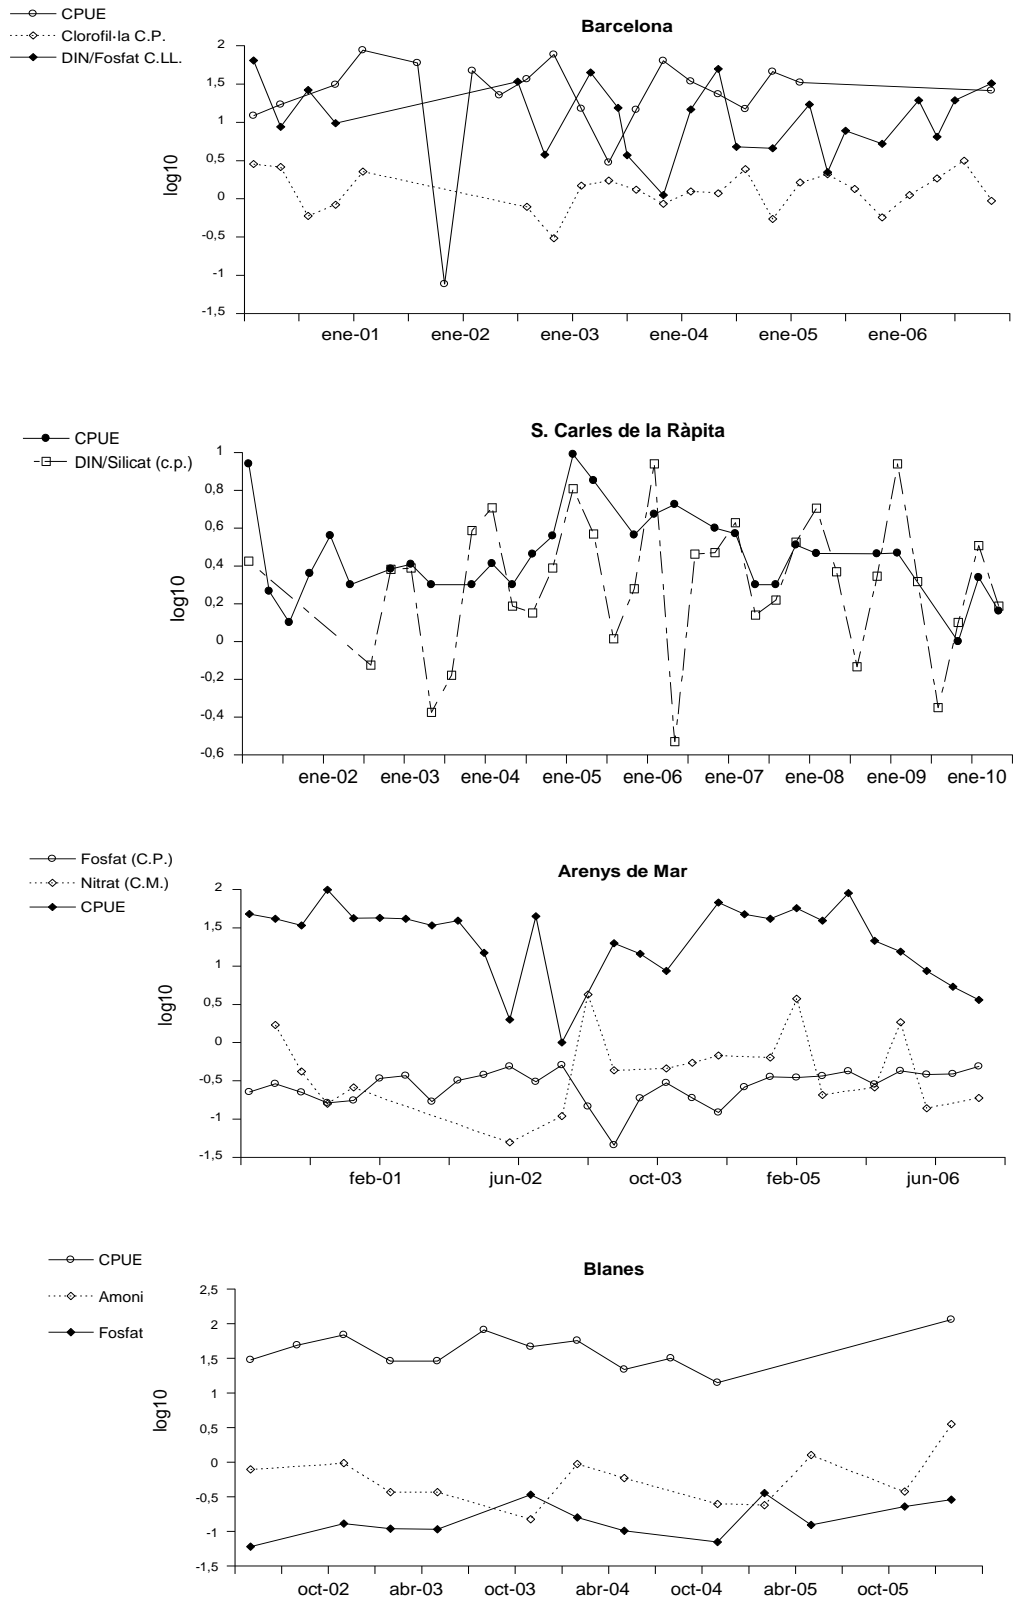 CPUE
Clorofil·la C.P.
DIN/Fosfat C.LL.
Barcelona
2
1,5
1
0,5
0
-0,5
-1
-1,5
log10
ene-01 ene-02 ene-03 ene-04 ene-05 ene-06
CPUE
DIN/Silicat (c.p.)
S. Carles de la Ràpita
1
0,8
0,6
0,4
0,2
0
-0,2
-0,4
-0,6
log10
ene-02 ene-03 ene-04 ene-05 ene-06 ene-07 ene-08 ene-09 ene-10
Fosfat (C.P.)
Nitrat (C.M.)
CPUE
Arenys de Mar
2
1,5
1
0,5
0
-0,5
-1
-1,5
log10
feb-01 jun-02 oct-03 feb-05 jun-06
CPUE
Amoni
Fosfat
Blanes
2,5
2
1,5
1
0,5
0
-0,5
-1
-1,5
log10
oct-02 abr-03 oct-03 abr-04 oct-04 abr-05 oct-05